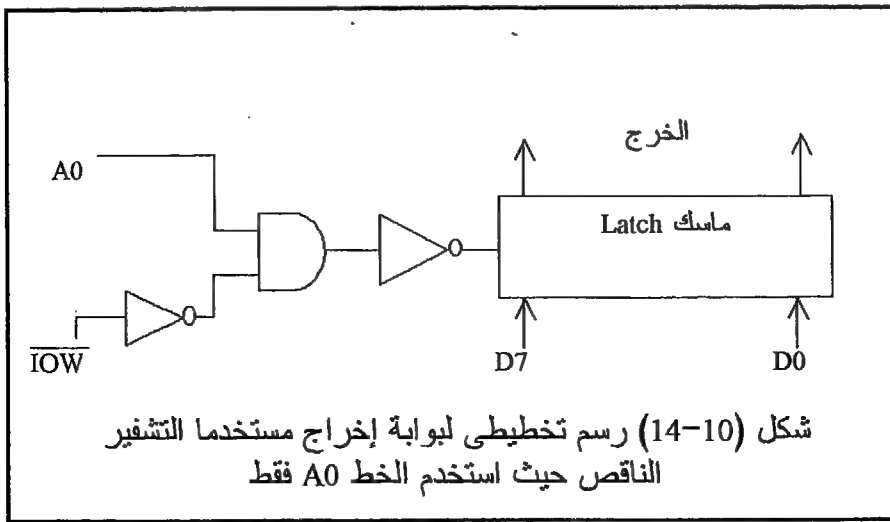 الخرج
A0
ماسك Latch
IOW
D7
D0
شكل (10-14) رسم تخطيطى لبوابة إخراج مستخدما التشفير
الناقص حيث استخدم الخط A0 فقط